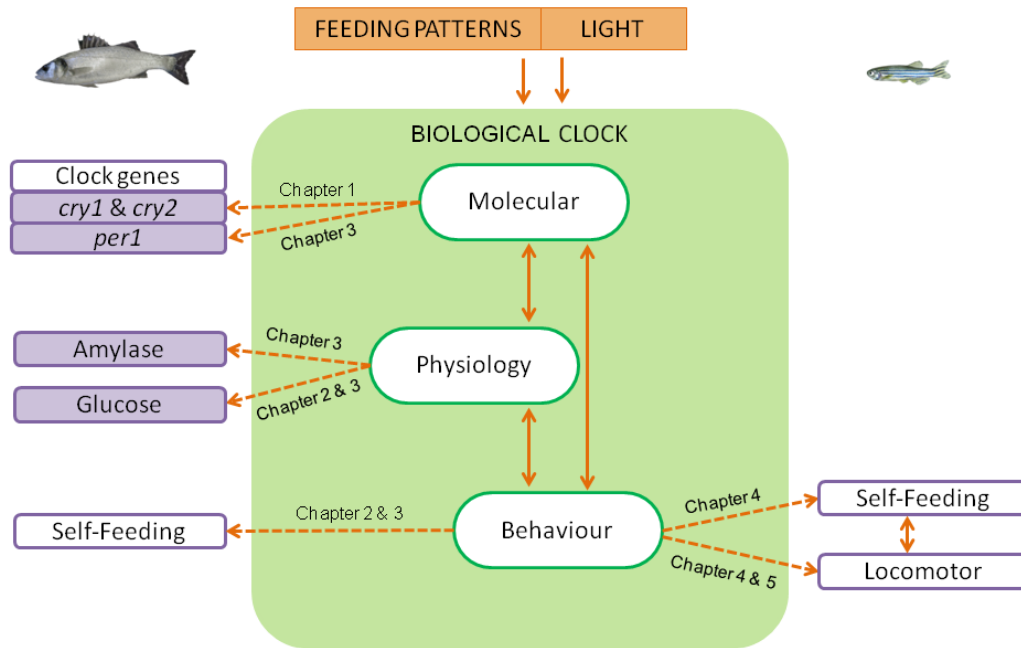 FEEDING PATTERNS LIGHT
BIOLOGICAL CLOCK
Clock genes
cry1 & cry2
per1
Chapter 1
Chapter 3
Molecular
Amylase
Glucose
Chapter 3
Chapter 2 & 3
Physiology
Self-Feeding
Chapter 2 & 3
Behaviour
Chapter 4
Chapter 4 & 5
Self-Feeding
Locomotor